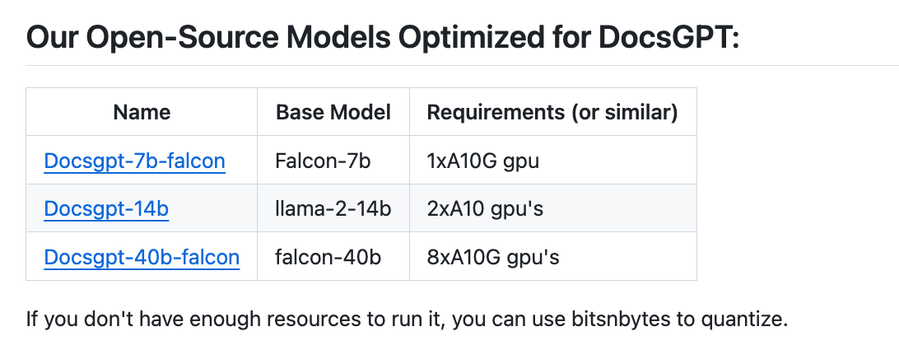 Our Open-Source Models Optimized for DocsGPT:
Name Base Model Requirements (or similar)
Docsgpt-7b-falcon Falcon-7b 1xA10G gpu
Docsgpt-14b llama-2-14b 2xA10 gpu's
Docsgpt-40b-falcon falcon-40b 8xA10G gpu's
If you don't have enough resources to run it, you can use bitsnbytes to quantize.